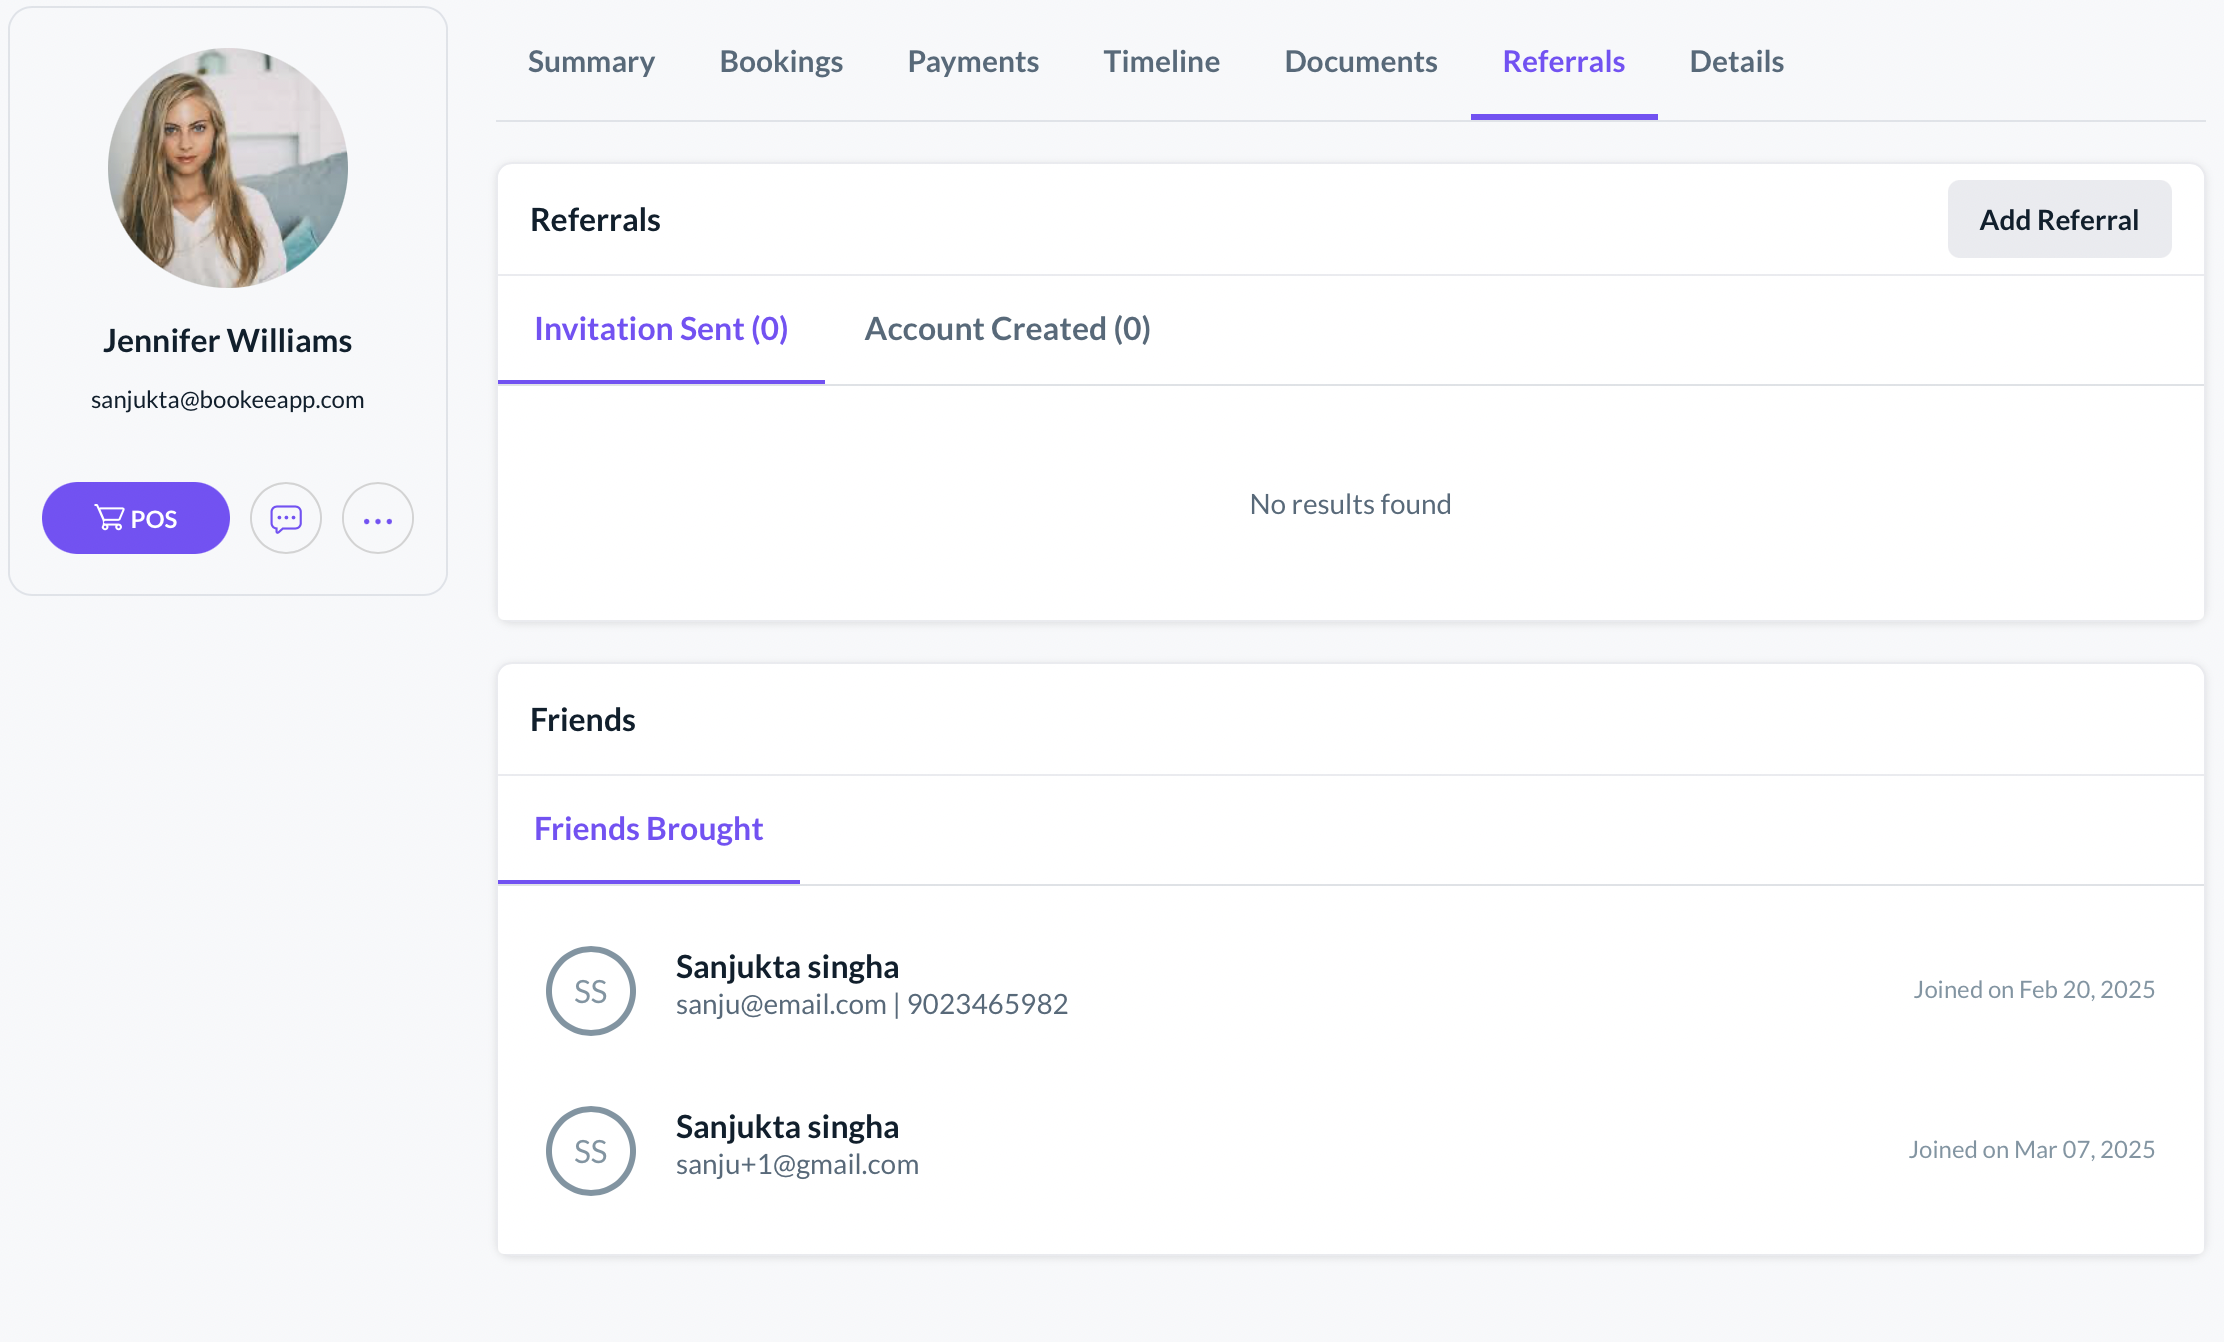 Jennifer Williams
sanjukta@bookeeapp.com
POS
Summary Bookings Payments Timeline Documents Referrals Details
Referrals
Add Referral
Invitation Sent (0) Account Created (0)
No results found
Friends
Friends Brought
SS
Sanjukta singha
sanju@email.com | 9023465982
Joined on Feb 20, 2025
SS
Sanjukta singha
sanju+1@gmail.com
Joined on Mar 07, 2025